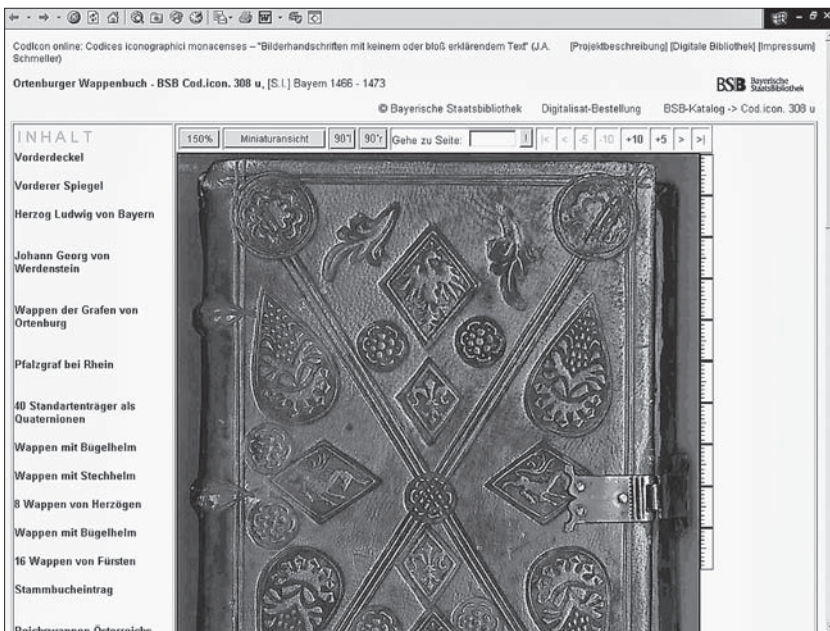 CodIcon online: Codices iconographici monacenses – "Bilderhandschriften mit keinem oder bloß erklärendem Text" (J.A.
Schmeller)
[Projektbeschreibung] [Digitale Bibliothek] [Impressum]
Ortenburger Wappenbuch - BSB Cod.icon. 308 u, [S.l.] Bayern 1466 - 1473
BSB Bayerische
StaatsBibliothek
© Bayerische Staatsbibliothek Digitalisat-Bestellung BSB-Katalog -> Cod.icon. 308 u
INHALT
150% Miniaturansicht 90°l 90°r Gehe zu Seite: ! |< < -5 -10 +10 +5 > >|
Vorderdeckel
Vorderer Spiegel
Herzog Ludwig von Bayern
Johann Georg von
Werdenstein
Wappen der Grafen von
Ortenburg
Pfalzgraf bei Rhein
40 Standartenträger als
Quaternionen
Wappen mit Bügelhelm
Wappen mit Stechhelm
8 Wappen von Herzögen
Wappen mit Bügelhelm
16 Wappen von Fürsten
Stammbucheintrag
Reichswappen Österreichs